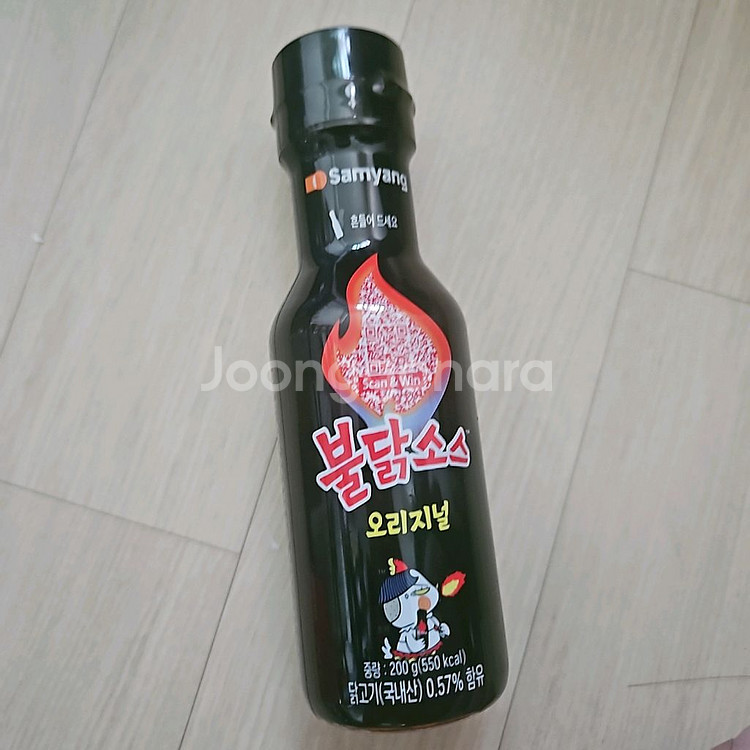 Samyang
흔들어 드세요
Scan & Win
불닭소스
오리지널
중량 : 200 g(550 kcal)
닭고기(국내산) 0.57% 함유